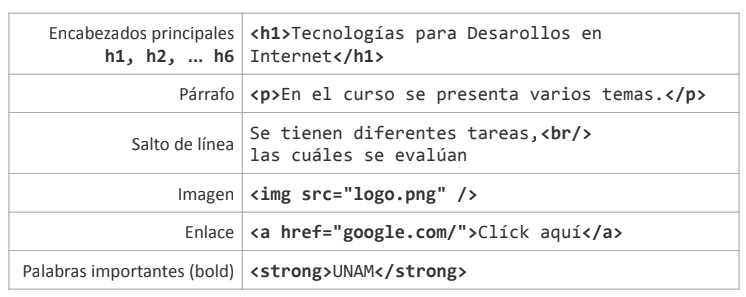 Encabezados principales
h1, h2, ... h6
<h1>Tecnologías para Desarollos en
Internet</h1>
Párrafo
<p>En el curso se presenta varios temas.</p>
Salto de línea
Se tienen diferentes tareas,<br/>
las cuáles se evalúan
Imagen
<img src="logo.png" />
Enlace
<a href="google.com/">Clíck aquí</a>
Palabras importantes (bold)
<strong>UNAM</strong>